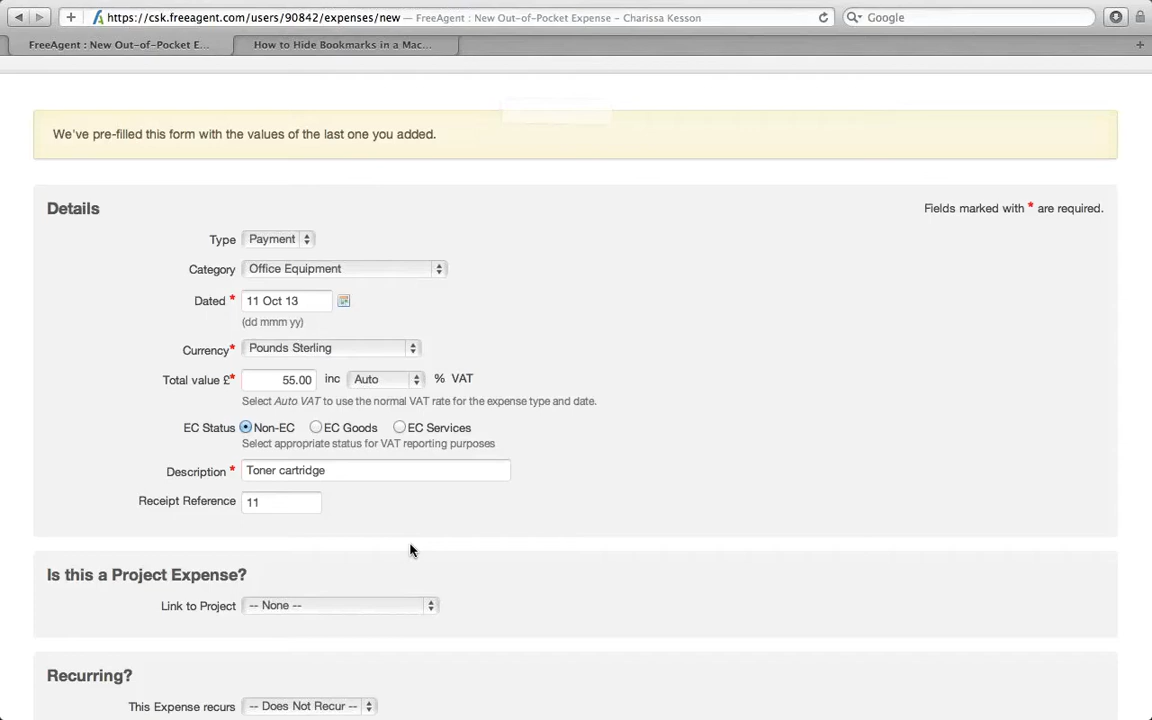 https://csk.freeagent.com/users/90842/expenses/new — FreeAgent : New Out-of-Pocket Expense – Charissa Kesson
Google
FreeAgent : New Out-of-Pocket E...
How to Hide Bookmarks in a Mac...
We've pre-filled this form with the values of the last one you added.
Details
Fields marked with * are required.
Type Payment
Category Office Equipment
Dated * 11 Oct 13
(dd mmm yy)
Currency* Pounds Sterling
Total value £* 55.00 inc Auto % VAT
Select Auto VAT to use the normal VAT rate for the expense type and date.
EC Status Non-EC EC Goods EC Services
Select appropriate status for VAT reporting purposes
Description * Toner cartridge
Receipt Reference 11
Is this a Project Expense?
Link to Project -- None --
Recurring?
This Expense recurs -- Does Not Recur --